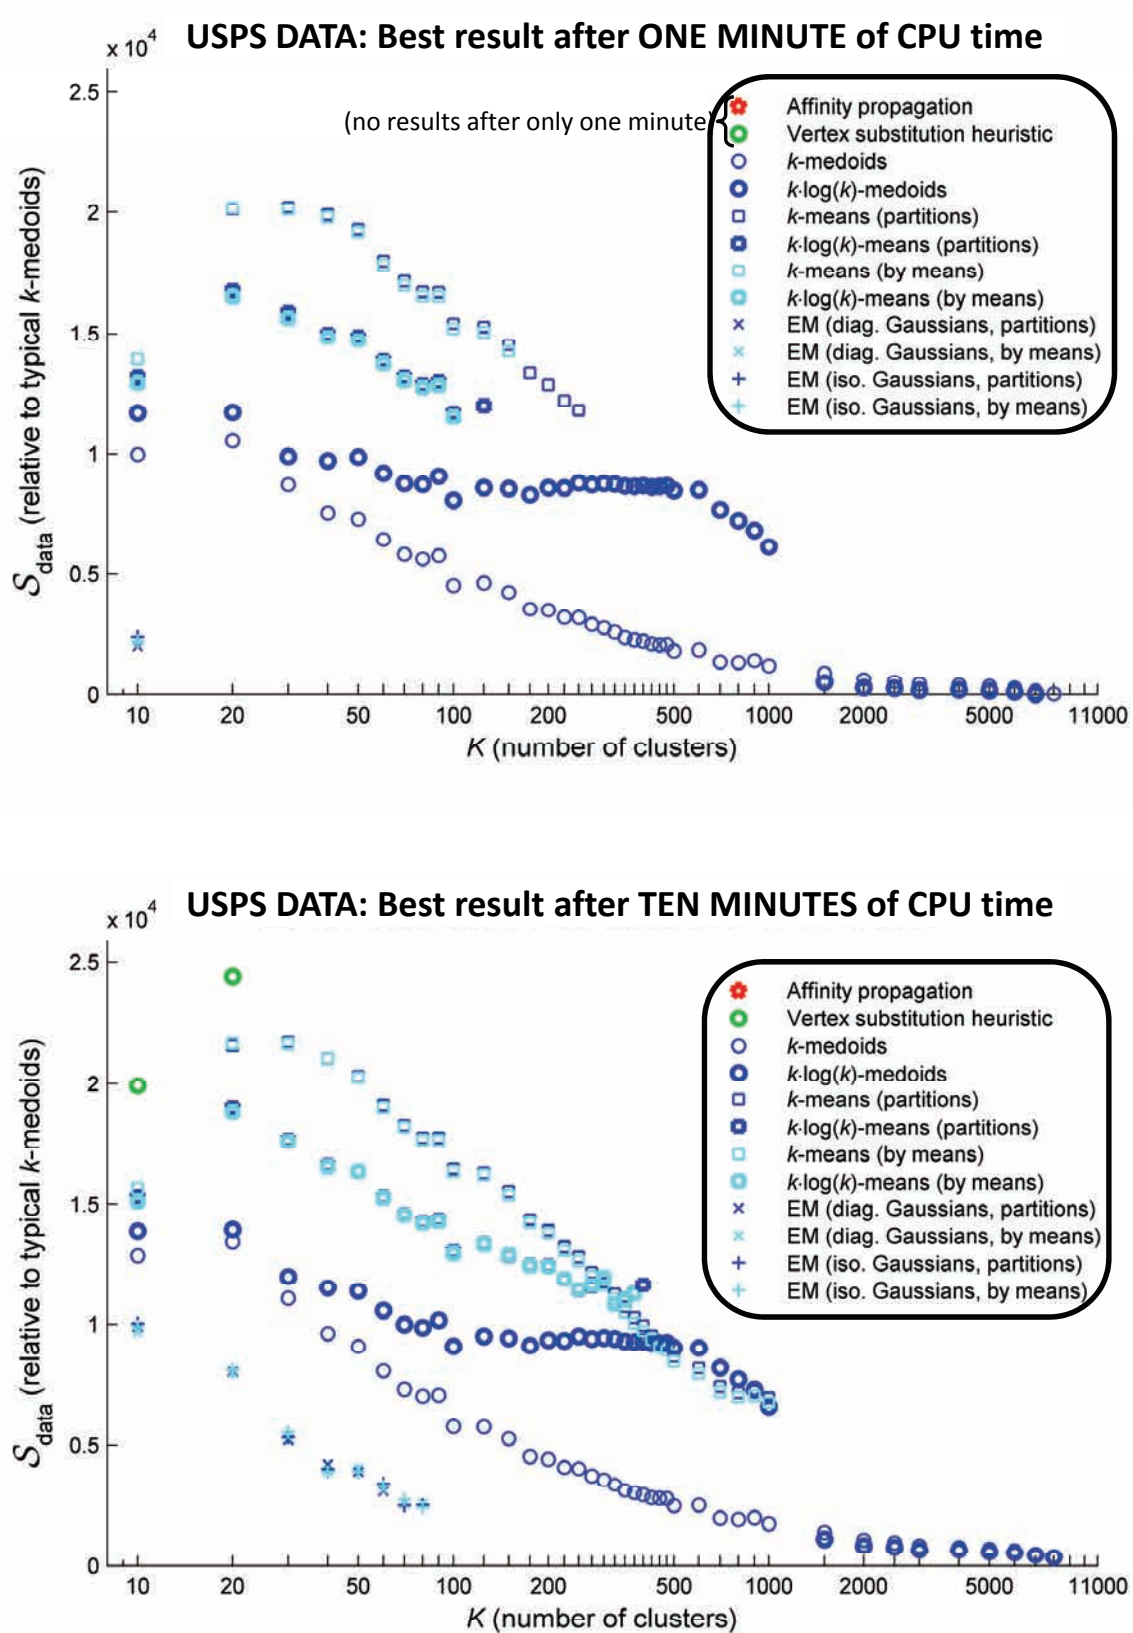 USPS DATA: Best result after ONE MINUTE of CPU time
x 10^4
2.5
2
1.5
1
0.5
0
S_data (relative to typical k-medoids)
(no results after only one minute)
Affinity propagation
Vertex substitution heuristic
k-medoids
k·log(k)-medoids
k-means (partitions)
k·log(k)-means (partitions)
k-means (by means)
k·log(k)-means (by means)
EM (diag. Gaussians, partitions)
EM (diag. Gaussians, by means)
EM (iso. Gaussians, partitions)
EM (iso. Gaussians, by means)
10 20 50 100 200 500 1000 2000 5000 11000
K (number of clusters)
USPS DATA: Best result after TEN MINUTES of CPU time
x 10^4
2.5
2
1.5
1
0.5
0
S_data (relative to typical k-medoids)
Affinity propagation
Vertex substitution heuristic
k-medoids
k·log(k)-medoids
k-means (partitions)
k·log(k)-means (partitions)
k-means (by means)
k·log(k)-means (by means)
EM (diag. Gaussians, partitions)
EM (diag. Gaussians, by means)
EM (iso. Gaussians, partitions)
EM (iso. Gaussians, by means)
10 20 50 100 200 500 1000 2000 5000 11000
K (number of clusters)